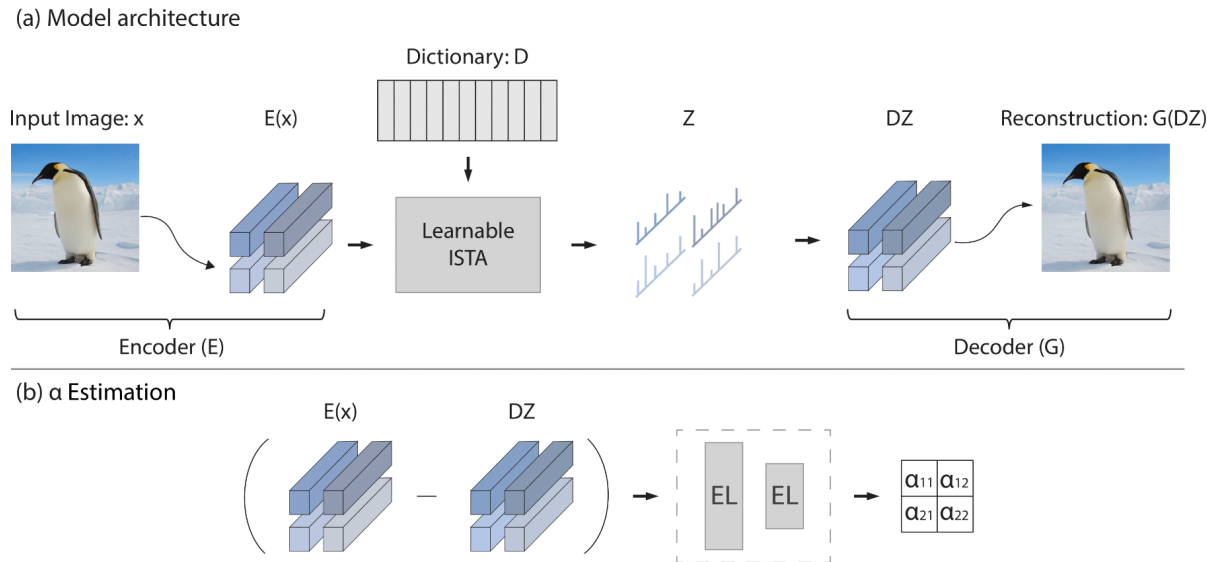 (a) Model architecture
Dictionary: D
Input Image: x
E(x)
Z
DZ
Reconstruction: G(DZ)
Learnable
ISTA
Encoder (E)
Decoder (G)
(b) α Estimation
E(x)
DZ
EL
EL
α11 α12
α21 α22